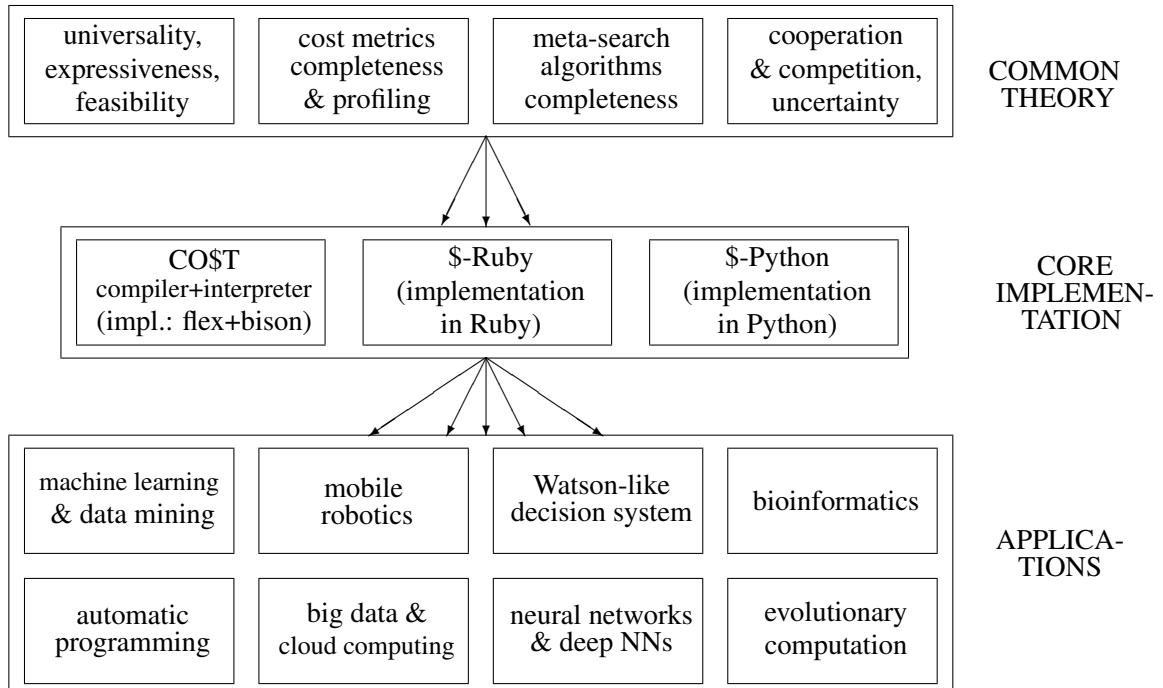 universality,
expressiveness,
feasibility
cost metrics
completeness
& profiling
meta-search
algorithms
completeness
cooperation
& competition,
uncertainty
COMMON
THEORY
CO$T
compiler+interpreter
(impl.: flex+bison)
$-Ruby
(implementation
in Ruby)
$-Python
(implementation
in Python)
CORE
IMPLEMEN-
TATION
machine learning
& data mining
mobile
robotics
Watson-like
decision system
bioinformatics
automatic
programming
big data &
cloud computing
neural networks
& deep NNs
evolutionary
computation
APPLICA-
TIONS